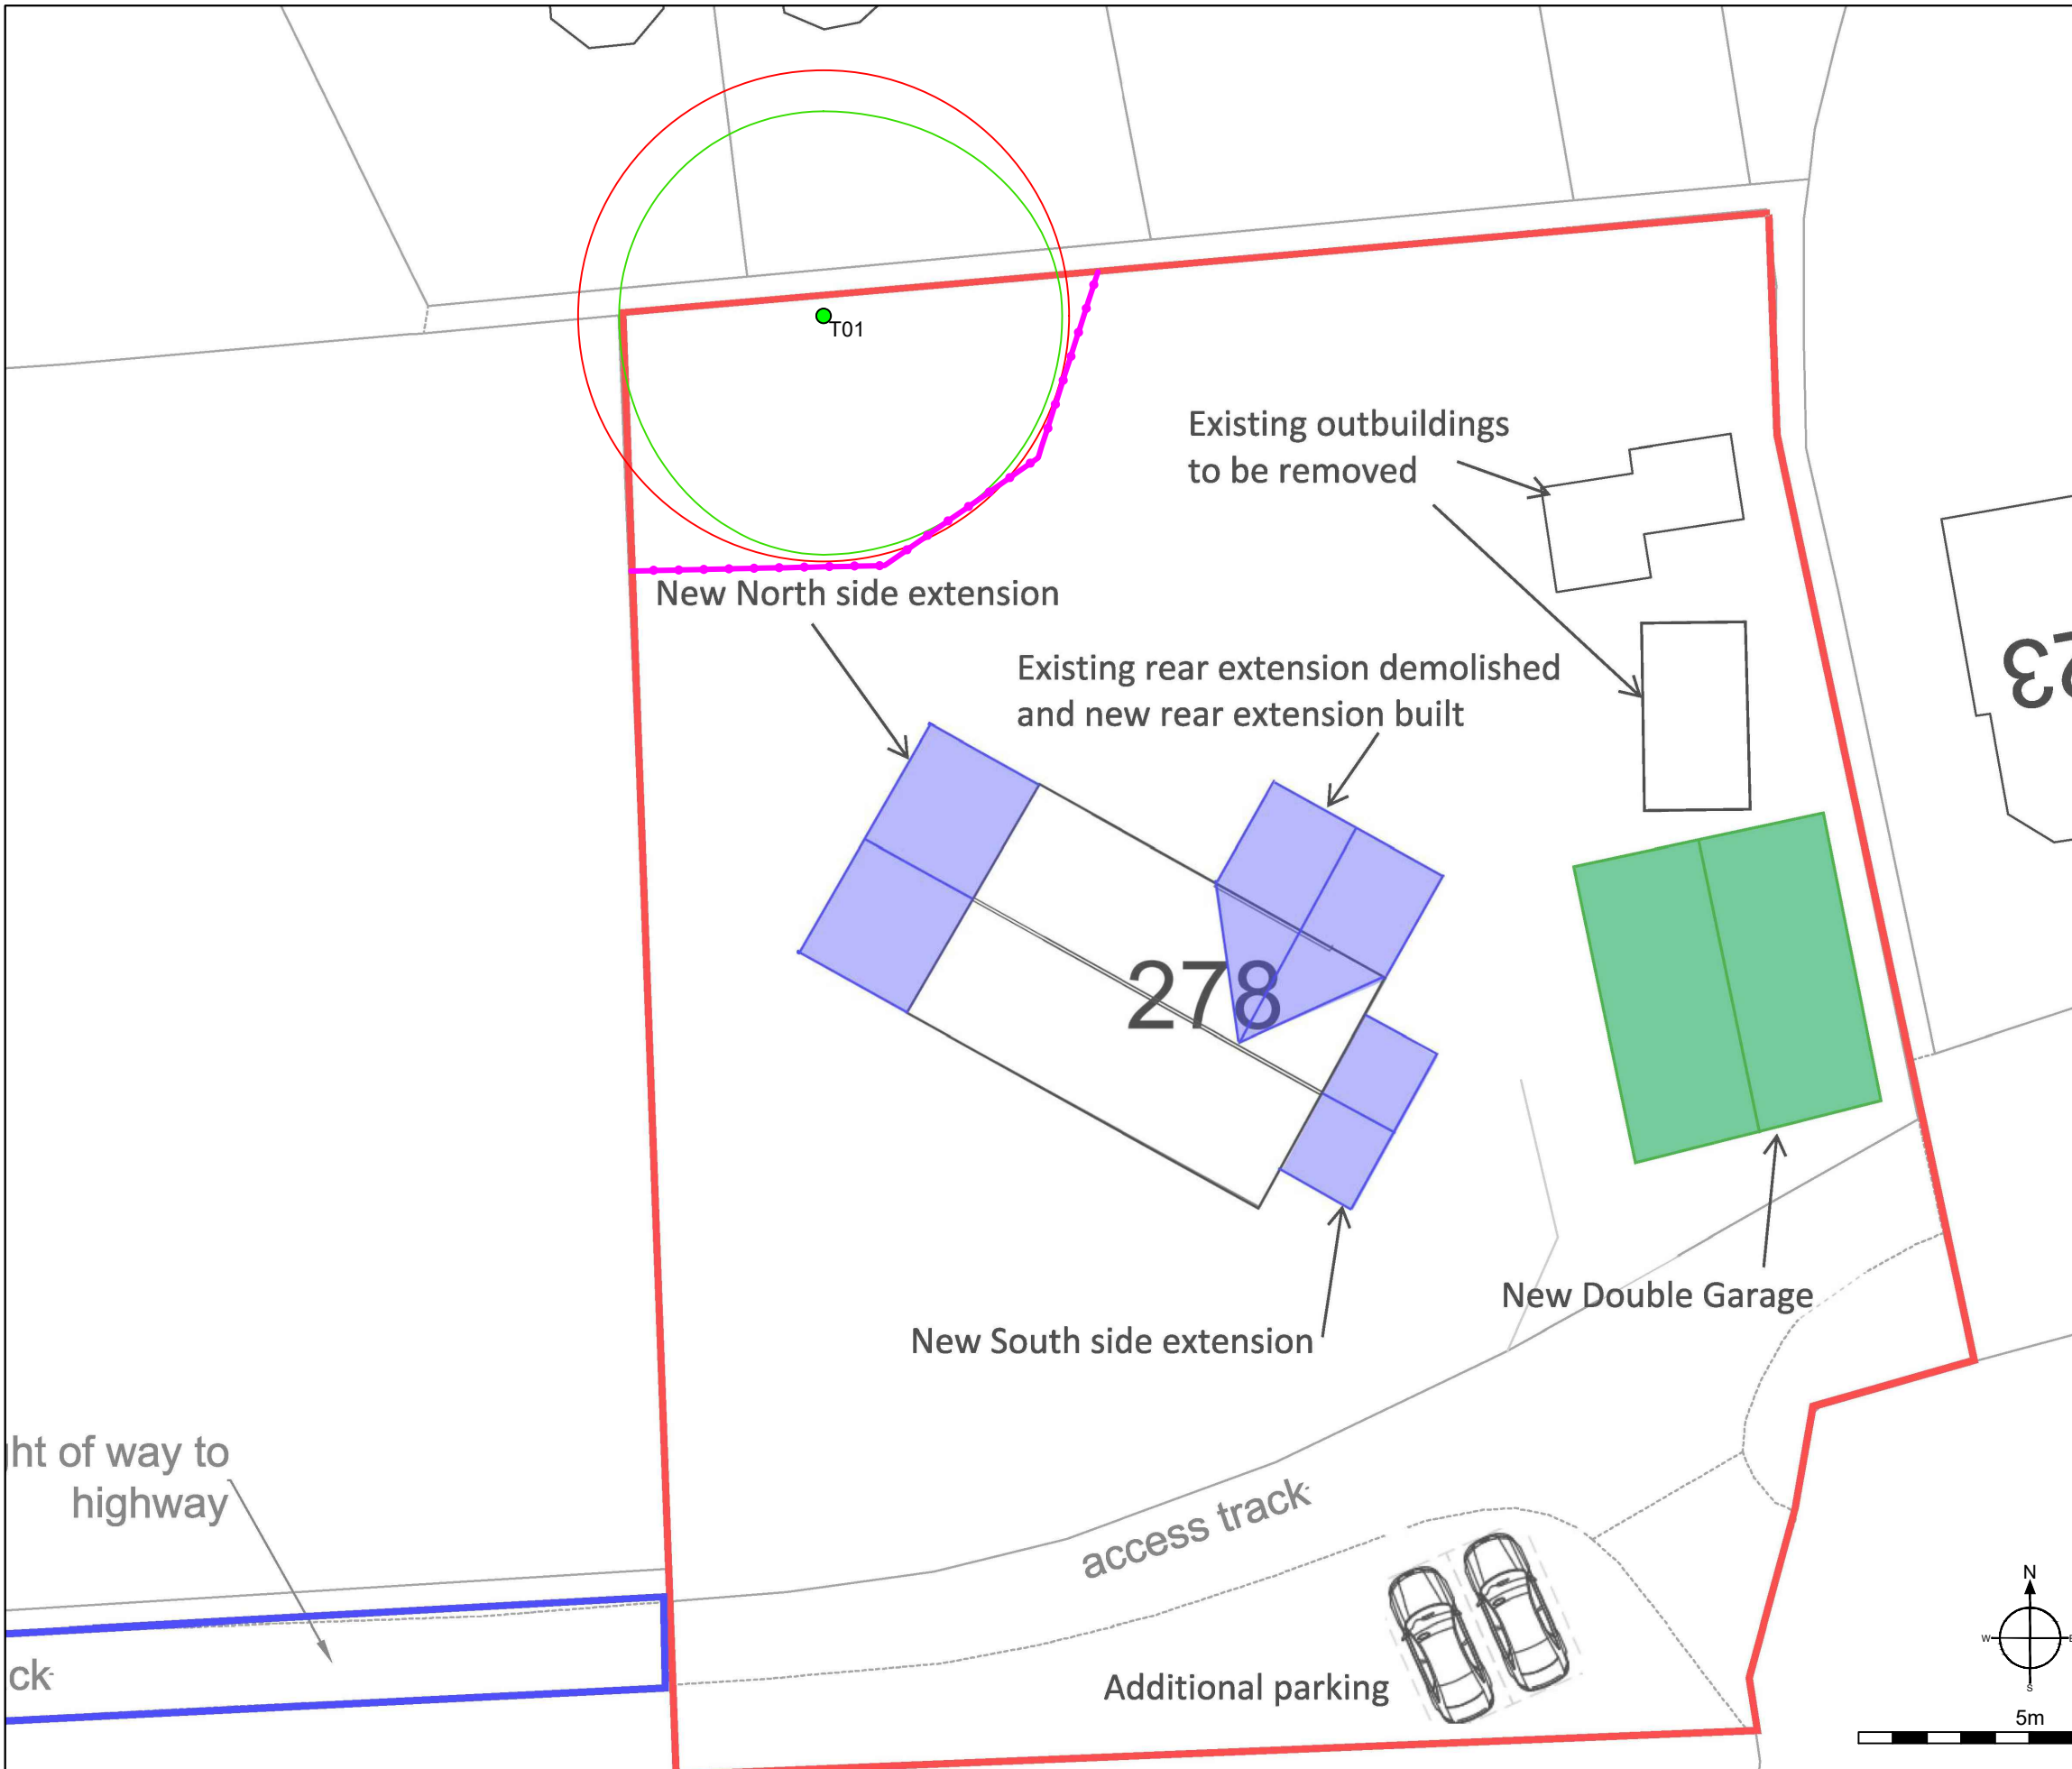 T01
Existing outbuildings
to be removed
New North side extension
Existing rear extension demolished
and new rear extension built
23
278
New Double Garage
New South side extension
ht of way to
highway
access track
ck
Additional parking
N
W
E
S
5m